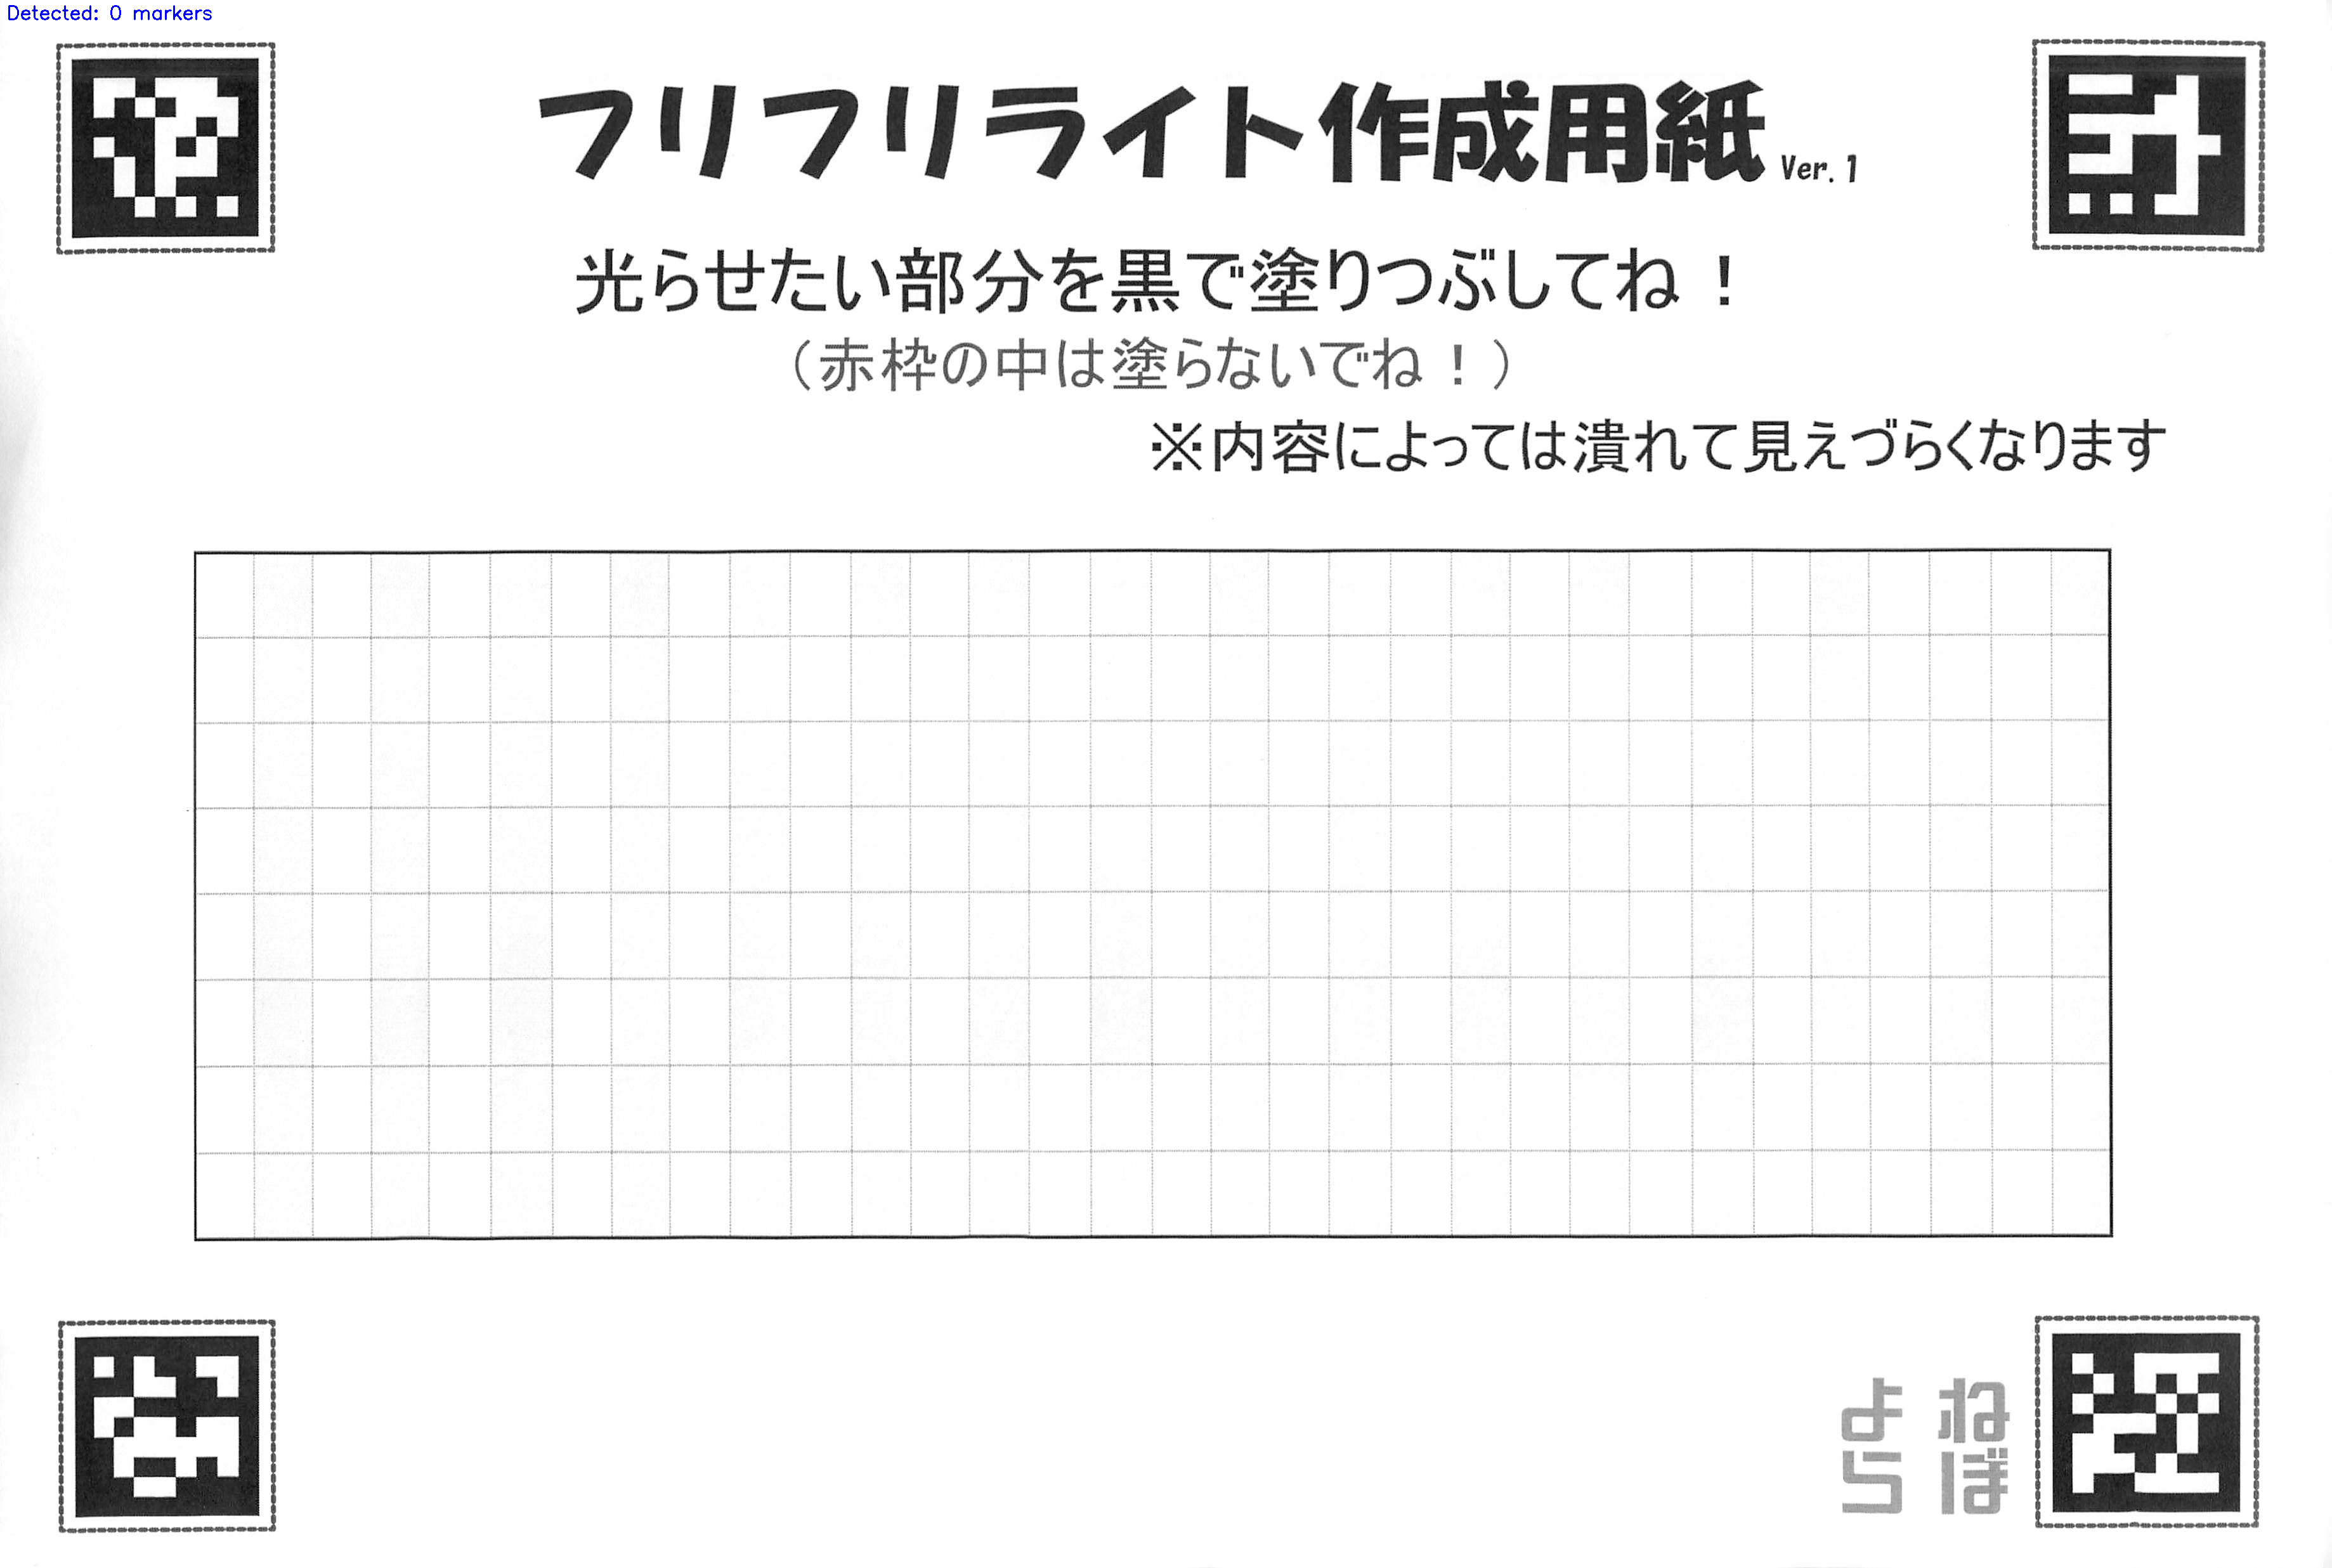 Detected: 0 markers
フリフリライト作成用紙 Ver. 1
光らせたい部分を黒で塗りつぶしてね！
（赤枠の中は塗らないでね！）
※内容によっては潰れて見えづらくなります
よね
らぼ